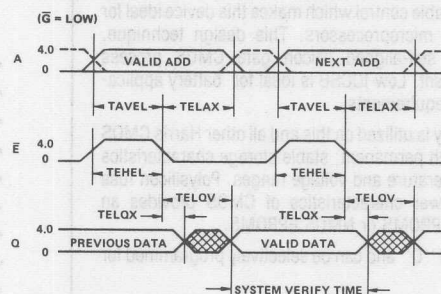 (G̅ = LOW)
A
4.0
0
VALID ADD
NEXT ADD
TAVEL
TELAX
TAVEL
TELAX
E̅
4.0
0
TEHEL
TEHEL
TELQV
TELQV
TELQX
TELQX
Q
4.0
0
PREVIOUS DATA
VALID DATA
SYSTEM VERIFY TIME